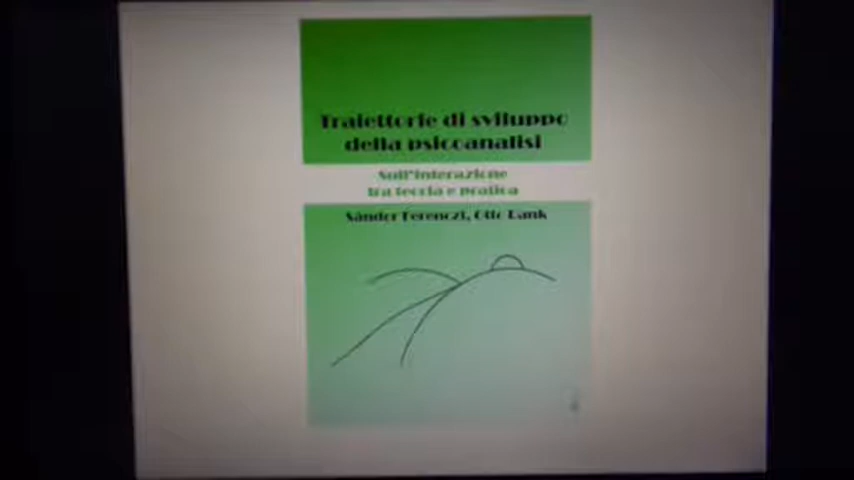 Traiettorie di sviluppo
della psicoanalisi
Sull'interazione
tra teoria e pratica
Sándor Ferenczi, Otto Rank